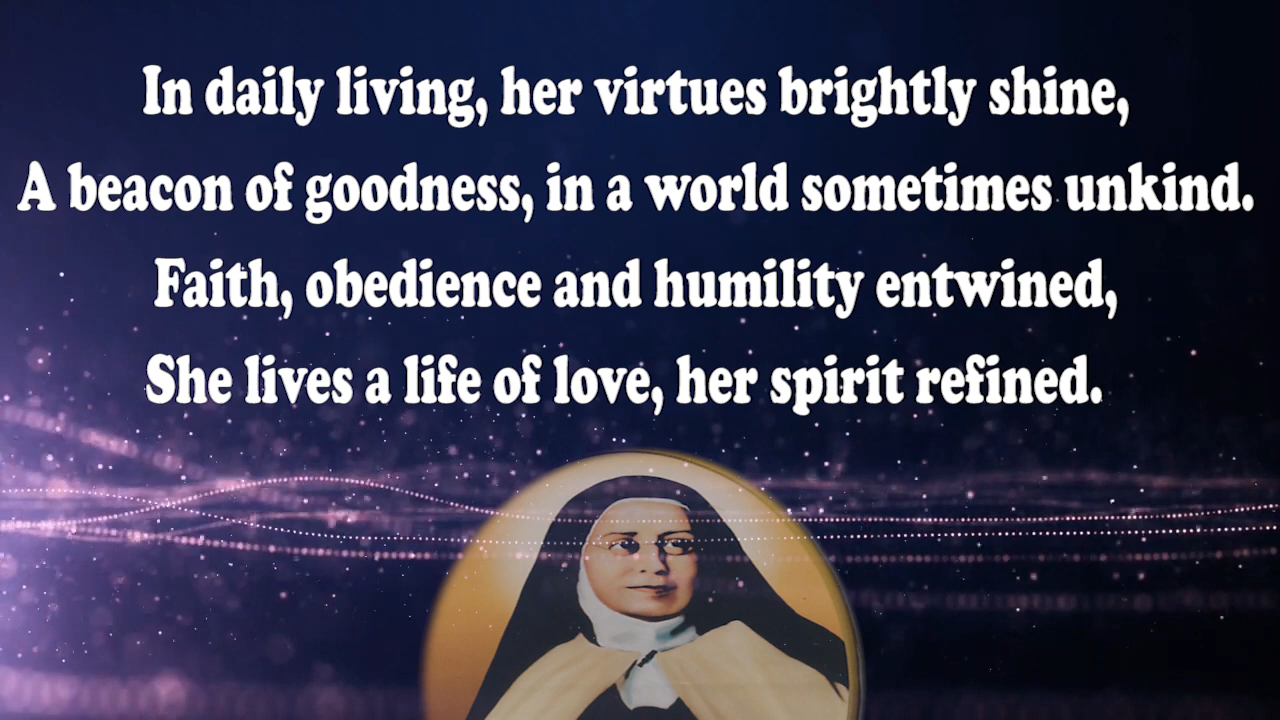 In daily living, her virtues brightly shine,
A beacon of goodness, in a world sometimes unkind.
Faith, obedience and humility entwined,
She lives a life of love, her spirit refined.